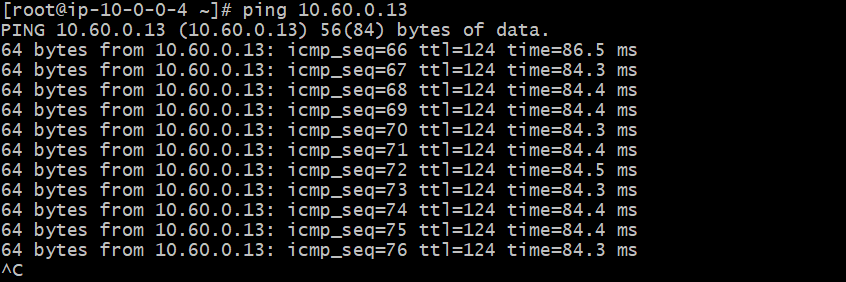 [root@ip-10-0-0-4 ~]# ping 10.60.0.13
PING 10.60.0.13 (10.60.0.13) 56(84) bytes of data.
64 bytes from 10.60.0.13: icmp_seq=66 ttl=124 time=86.5 ms
64 bytes from 10.60.0.13: icmp_seq=67 ttl=124 time=84.3 ms
64 bytes from 10.60.0.13: icmp_seq=68 ttl=124 time=84.4 ms
64 bytes from 10.60.0.13: icmp_seq=69 ttl=124 time=84.4 ms
64 bytes from 10.60.0.13: icmp_seq=70 ttl=124 time=84.3 ms
64 bytes from 10.60.0.13: icmp_seq=71 ttl=124 time=84.4 ms
64 bytes from 10.60.0.13: icmp_seq=72 ttl=124 time=84.5 ms
64 bytes from 10.60.0.13: icmp_seq=73 ttl=124 time=84.3 ms
64 bytes from 10.60.0.13: icmp_seq=74 ttl=124 time=84.4 ms
64 bytes from 10.60.0.13: icmp_seq=75 ttl=124 time=84.4 ms
64 bytes from 10.60.0.13: icmp_seq=76 ttl=124 time=84.3 ms
^C